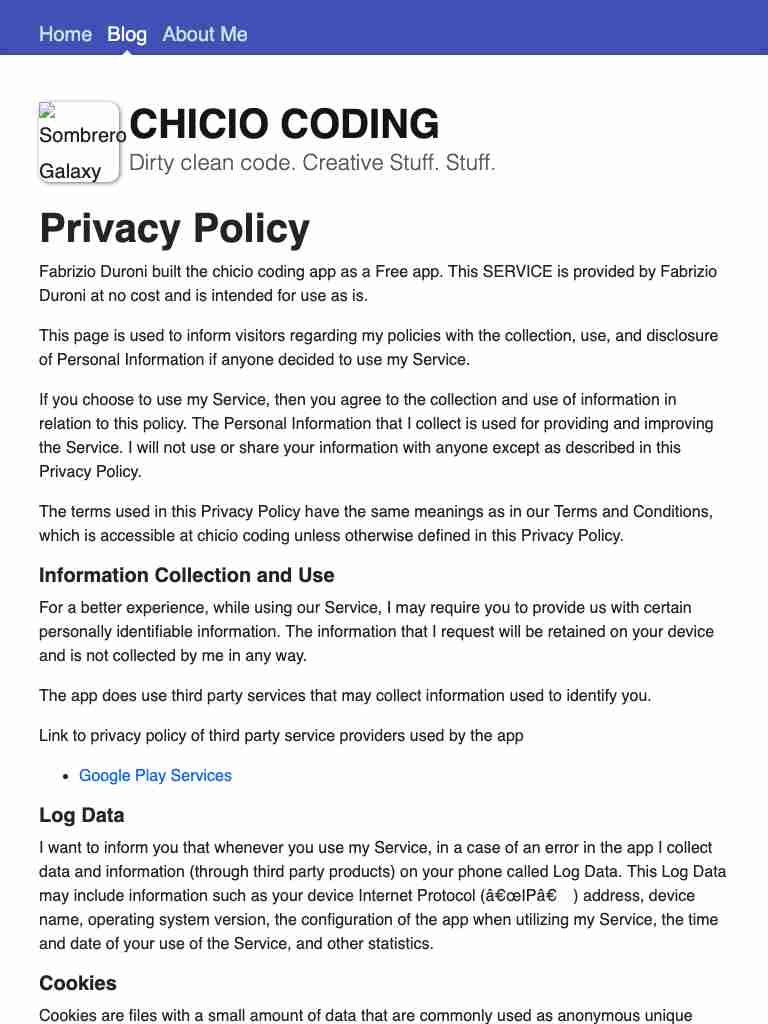 Home Blog About Me
Sombrero
Galaxy
CHICIO CODING
Dirty clean code. Creative Stuff. Stuff.
Privacy Policy
Fabrizio Duroni built the chicio coding app as a Free app. This SERVICE is provided by Fabrizio
Duroni at no cost and is intended for use as is.
This page is used to inform visitors regarding my policies with the collection, use, and disclosure
of Personal Information if anyone decided to use my Service.
If you choose to use my Service, then you agree to the collection and use of information in
relation to this policy. The Personal Information that I collect is used for providing and improving
the Service. I will not use or share your information with anyone except as described in this
Privacy Policy.
The terms used in this Privacy Policy have the same meanings as in our Terms and Conditions,
which is accessible at chicio coding unless otherwise defined in this Privacy Policy.
Information Collection and Use
For a better experience, while using our Service, I may require you to provide us with certain
personally identifiable information. The information that I request will be retained on your device
and is not collected by me in any way.
The app does use third party services that may collect information used to identify you.
Link to privacy policy of third party service providers used by the app
• Google Play Services
Log Data
I want to inform you that whenever you use my Service, in a case of an error in the app I collect
data and information (through third party products) on your phone called Log Data. This Log Data
may include information such as your device Internet Protocol (â€œIPâ€ ) address, device
name, operating system version, the configuration of the app when utilizing my Service, the time
and date of your use of the Service, and other statistics.
Cookies
Cookies are files with a small amount of data that are commonly used as anonymous unique